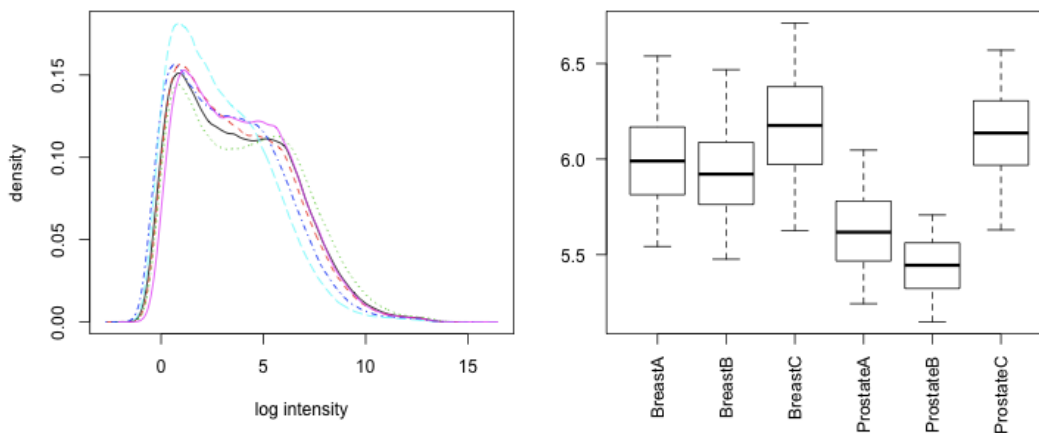 density
0.00
0.05
0.10
0.15
0
5
10
15
log intensity
5.5
6.0
6.5
BreastA
BreastB
BreastC
ProstateA
ProstateB
ProstateC